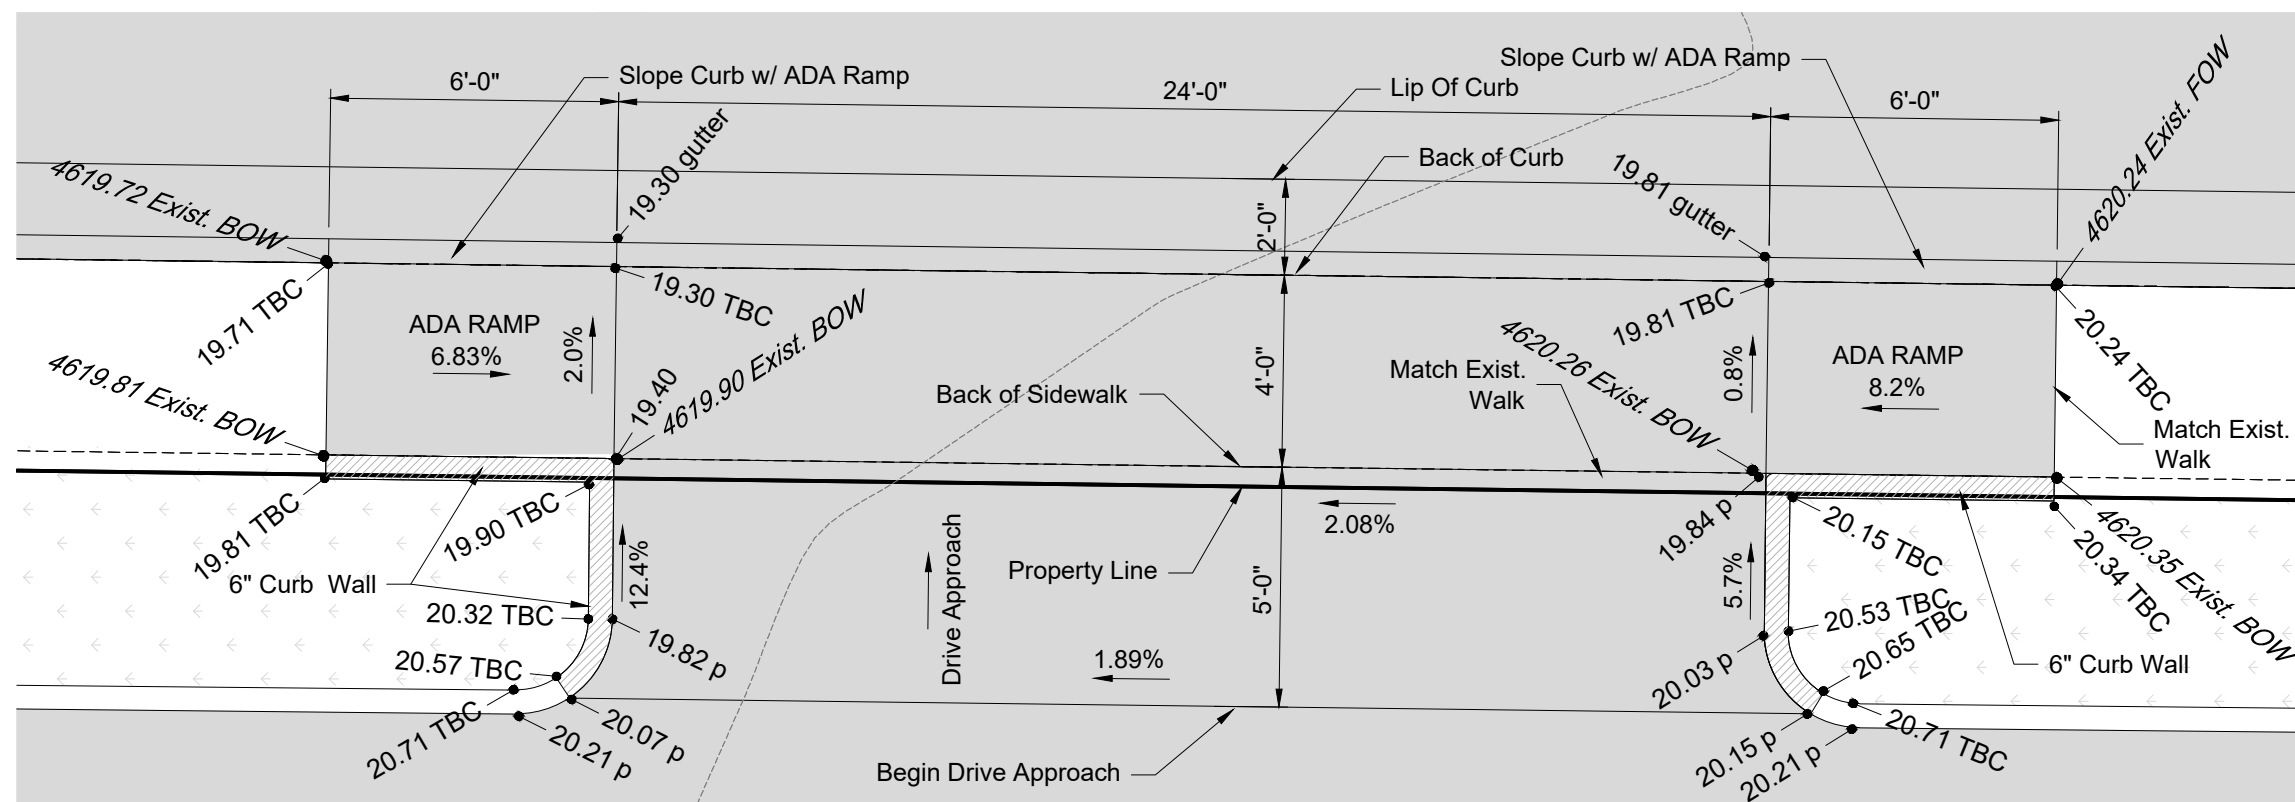 Slope Curb w/ ADA Ramp
6'-0"
Slope Curb w/ ADA Ramp
24'-0"
Lip Of Curb
6'-0"
4620.24 Exist. FOW
19.30 gutter
Back of Curb
19.81 gutter
4619.72 Exist. BOW
2'-0"
19.71 TBC
19.30 TBC
19.81 TBC
ADA RAMP
6.83%
2.0%
4619.90 Exist. BOW
19.40
4'-0"
4620.26 Exist. BOW
0.8%
ADA RAMP
8.2%
20.24 TBC
4619.81 Exist. BOW
Back of Sidewalk
Match Exist.
Walk
Match Exist.
Walk
19.81 TBC
19.90 TBC
2.08%
19.84 p
20.15 TBC
4620.35 Exist. BOW
20.34 TBC
6" Curb Wall
12.4%
Drive Approach
Property Line
5'-0"
5.7%
20.32 TBC
19.82 p
20.53 TBC
20.65 TBC
6" Curb Wall
20.57 TBC
1.89%
20.03 p
20.71 TBC
20.21 p
20.07 p
Begin Drive Approach
20.15 p
20.21 p
20.71 TBC